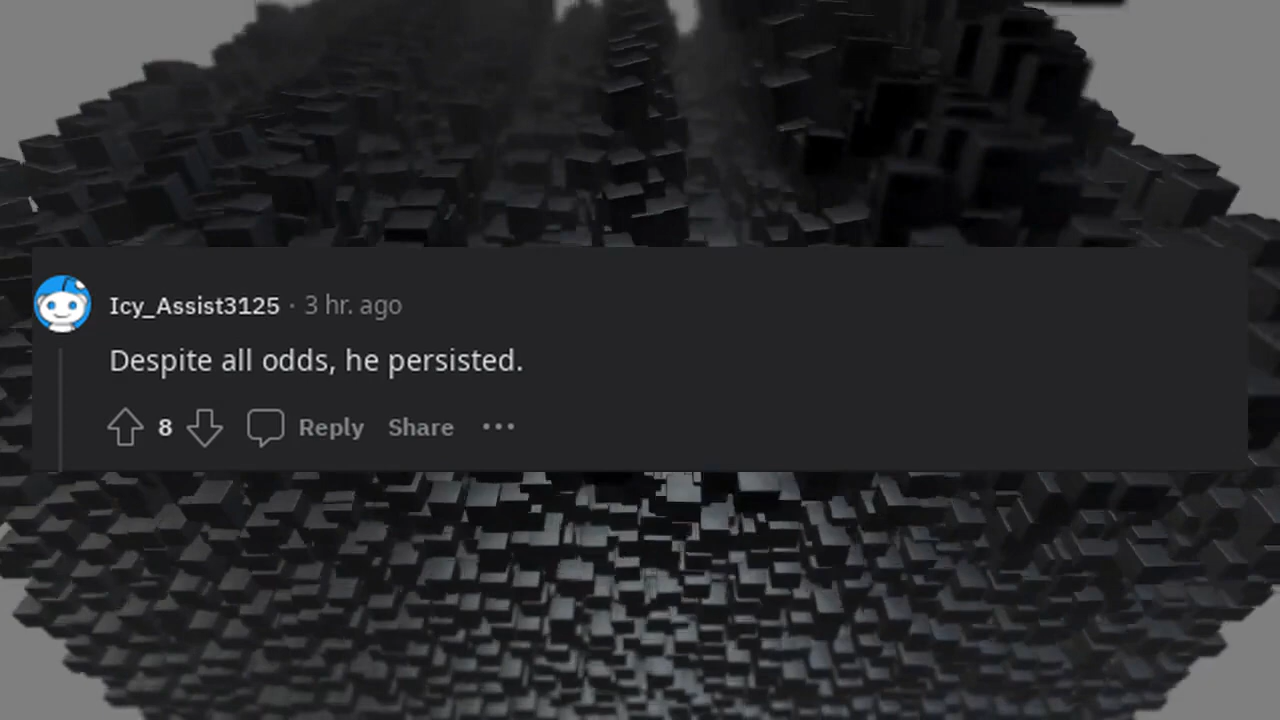 Icy_Assist3125 · 3 hr. ago
Despite all odds, he persisted.
8 Reply Share ···